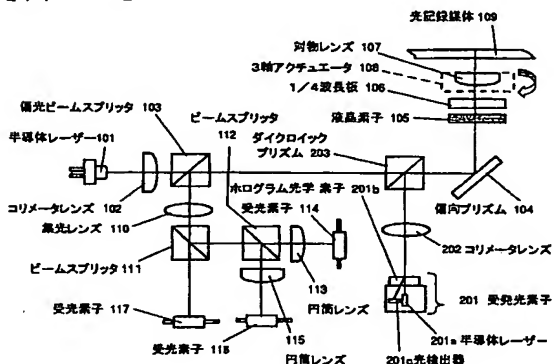 光記録媒体 109
対物レンズ 107
3軸アクチュエータ 108
1/4波長板 106
液晶素子 105
偏光ビームスプリッタ 103
ビームスプリッタ 112
ダイクロイックプリズム 203
半導体レーザー 101
ホログラム光学 素子 201b
受光素子 114
偏向プリズム 104
コリメータレンズ 102
集光レンズ 110
202 コリメータレンズ
ビームスプリッタ 111
113 円筒レンズ
201 受発光素子
受光素子 117
受光素子
115 円筒レンズ
201a 半導体レーザー
201c光検出器